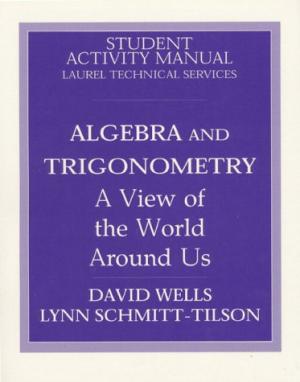 STUDENT
ACTIVITY MANUAL
LAUREL TECHNICAL SERVICES
ALGEBRA AND
TRIGONOMETRY
A View of
the World
Around Us
DAVID WELLS
LYNN SCHMITT-TILSON